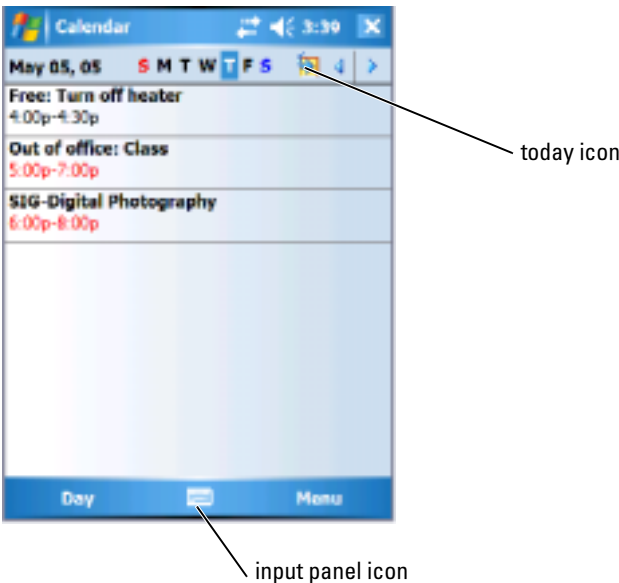 Calendar 3:39
May 05, 05 S M T W T F S
Free: Turn off heater
4:00p-4:30p
today icon
Out of office: Class
5:00p-7:00p
SIG-Digital Photography
6:00p-8:00p
Day Menu
input panel icon